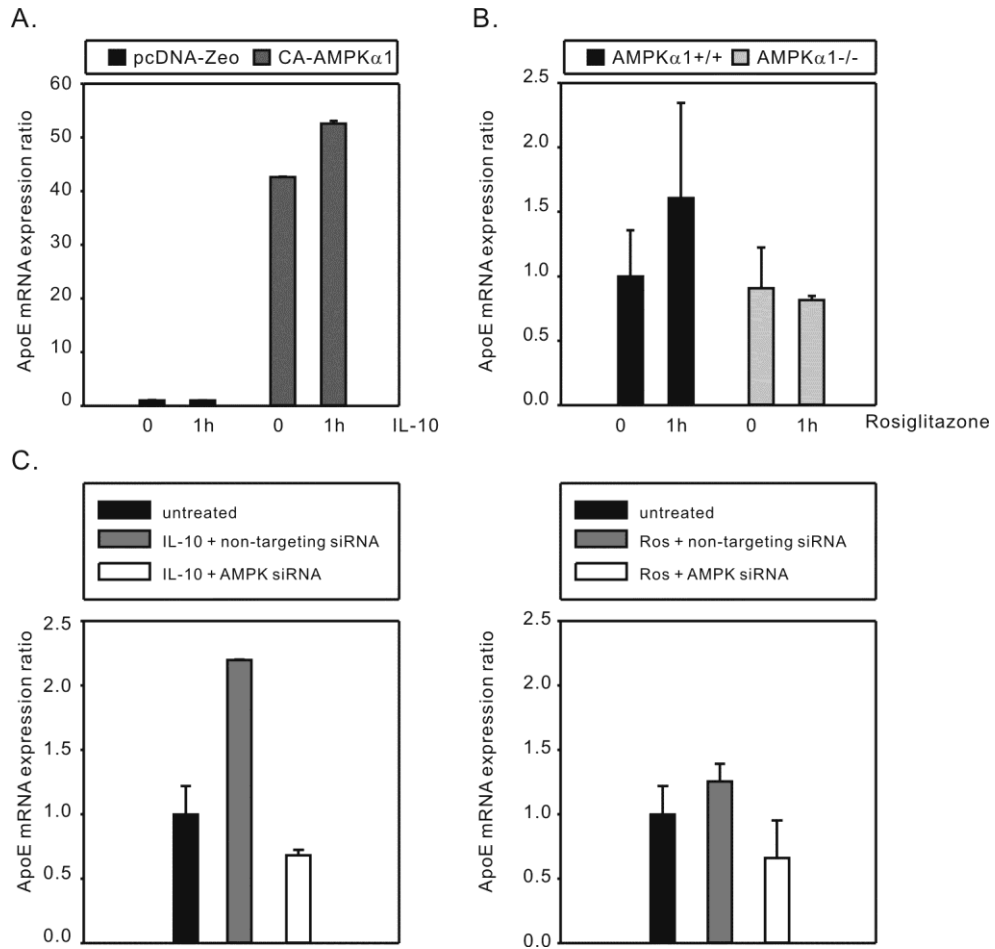 A.
pcDNA-Zeo CA-AMPKα1
ApoE mRNA expression ratio
60
50
40
30
20
10
0
0 1h 0 1h IL-10
B.
AMPKα1+/+ AMPKα1-/-
ApoE mRNA expression ratio
2.5
2.0
1.5
1.0
0.5
0.0
0 1h 0 1h Rosiglitazone
C.
untreated
IL-10 + non-targeting siRNA
IL-10 + AMPK siRNA
ApoE mRNA expression ratio
2.5
2.0
1.5
1.0
0.5
0.0
untreated
Ros + non-targeting siRNA
Ros + AMPK siRNA
ApoE mRNA expression ratio
2.5
2.0
1.5
1.0
0.5
0.0